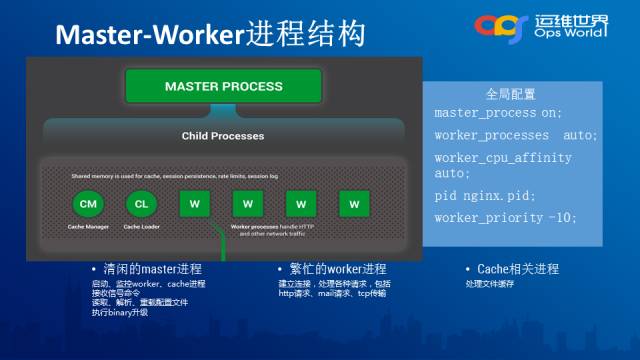 Master-Worker进程结构
运维世界
Ops World
MASTER PROCESS
Child Processes
Shared memory is used for cache, session persistence, rate limits, session log
CM
CL
W
W
W
W
Cache Manager
Cache Loader
Worker processes handle HTTP
and other network traffic
全局配置
master_process on;
worker_processes auto;
worker_cpu_affinity
auto;
pid nginx.pid;
worker_priority -10;
• 清闲的master进程
启动、监控worker、cache进程
接收信号命令
读取、解析、重载配置文件
执行binary升级
• 繁忙的worker进程
建立连接，处理各种请求，包括
http请求、mail请求、tcp传输
• Cache相关进程
处理文件缓存